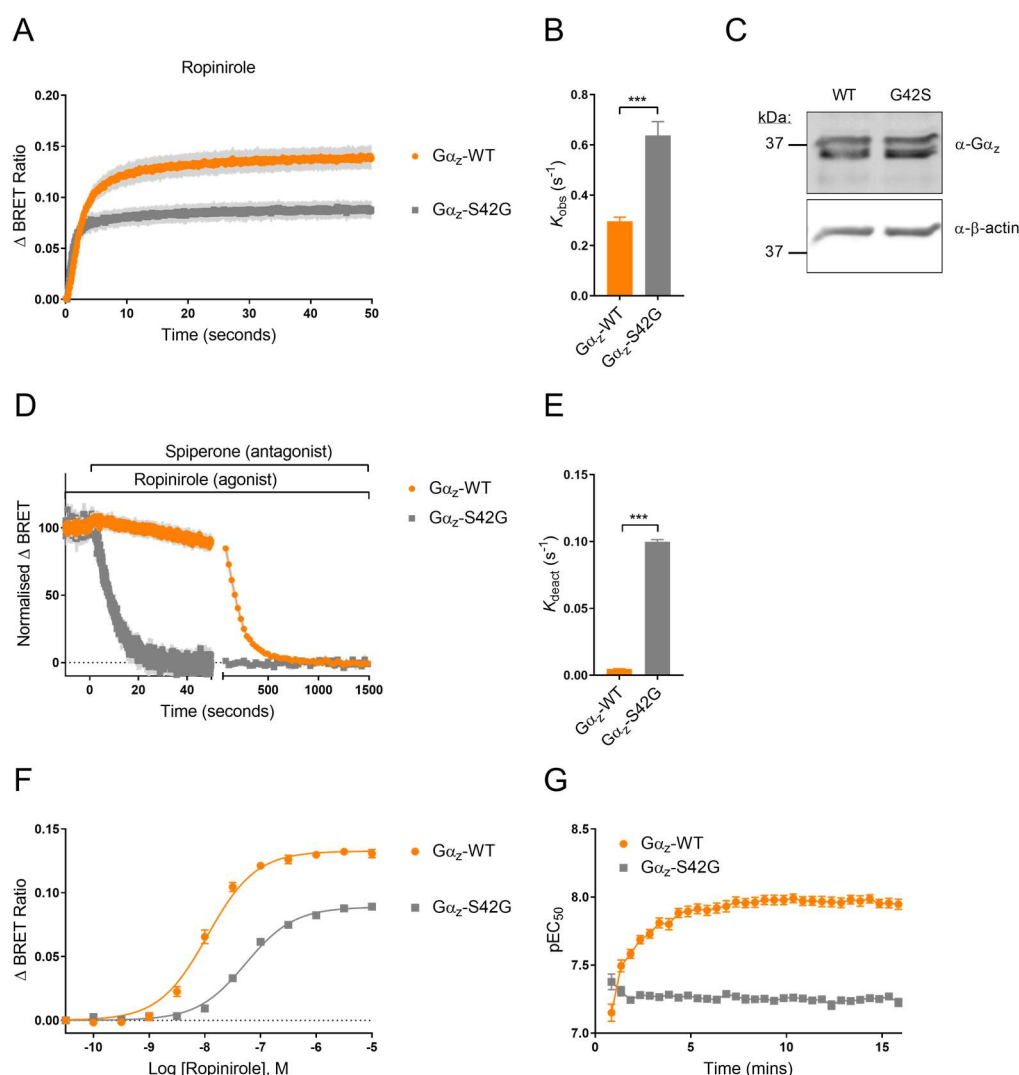 A
Ropinirole
Δ BRET Ratio
0.20
0.15
0.10
0.05
0.00
0 10 20 30 40 50
Time (seconds)
Gαz-WT
Gαz-S42G
B
***
Kobs (s-1)
0.8
0.6
0.4
0.2
0.0
Gαz-WT
Gαz-S42G
C
WT G42S
kDa:
37
α-Gαz
37
α-β-actin
D
Spiperone (antagonist)
Ropinirole (agonist)
Normalised Δ BRET
100
50
0
0 20 40 500 1000 1500
Time (seconds)
Gαz-WT
Gαz-S42G
E
***
Kdeact (s-1)
0.15
0.10
0.05
0.00
Gαz-WT
Gαz-S42G
F
Δ BRET Ratio
0.15
0.10
0.05
0.00
-10 -9 -8 -7 -6 -5
Log [Ropinirole], M
Gαz-WT
Gαz-S42G
G
pEC50
8.5
8.0
7.5
7.0
0 5 10 15
Time (mins)
Gαz-WT
Gαz-S42G